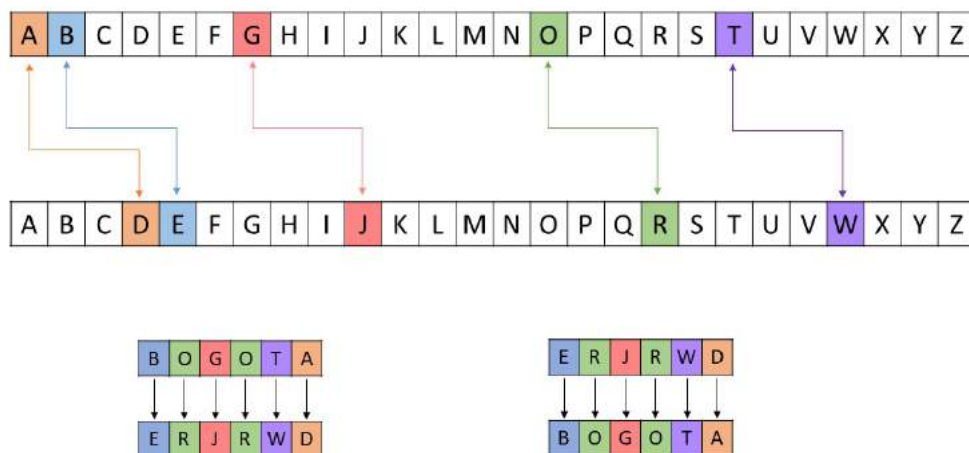 A B C D E F G H I J K L M N O P Q R S T U V W X Y Z
A B C D E F G H I J K L M N O P Q R S T U V W X Y Z
B O G O T A
E R J R W D
E R J R W D
B O G O T A